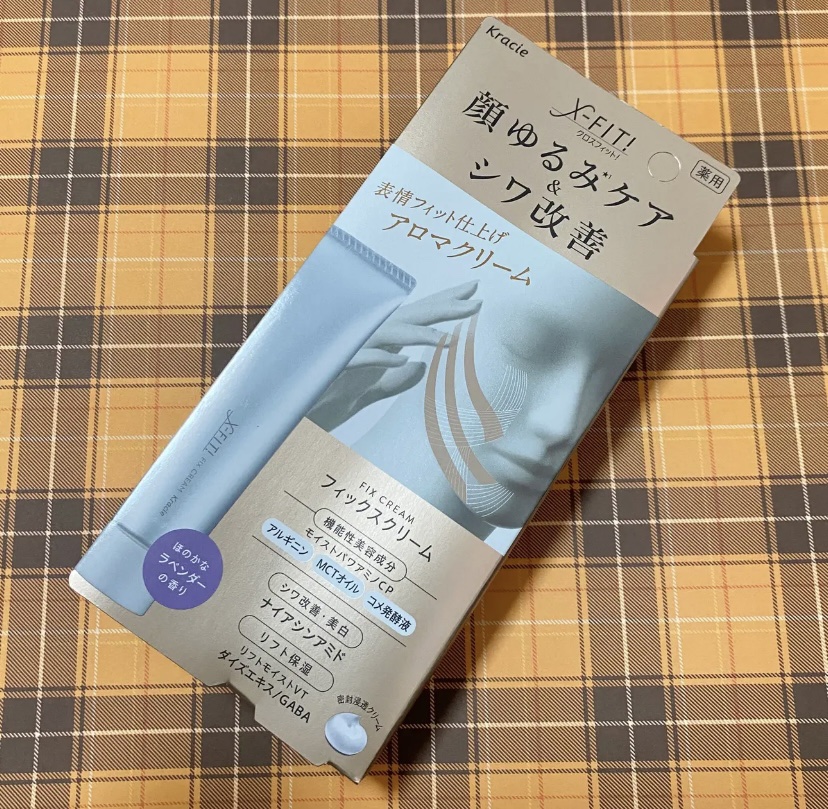 Kracie
X-FIT!
クロスフィット!
薬用
顔ゆるみ*¹ケア
&
シワ改善
表情フィット仕上げ
アロマクリーム
X-FIT! FIX CREAM Kracie
ほのかな
ラベンダー
の香り
FIX CREAM
フィックスクリーム
機能性美容成分
モイストパワーアミノCP
アルギニン MCTオイル コメ発酵液
シワ改善・美白
ナイアシンアミド
リフト保湿
リフトモイストVT
ダイズエキス/GABA
密封浸透クリーム